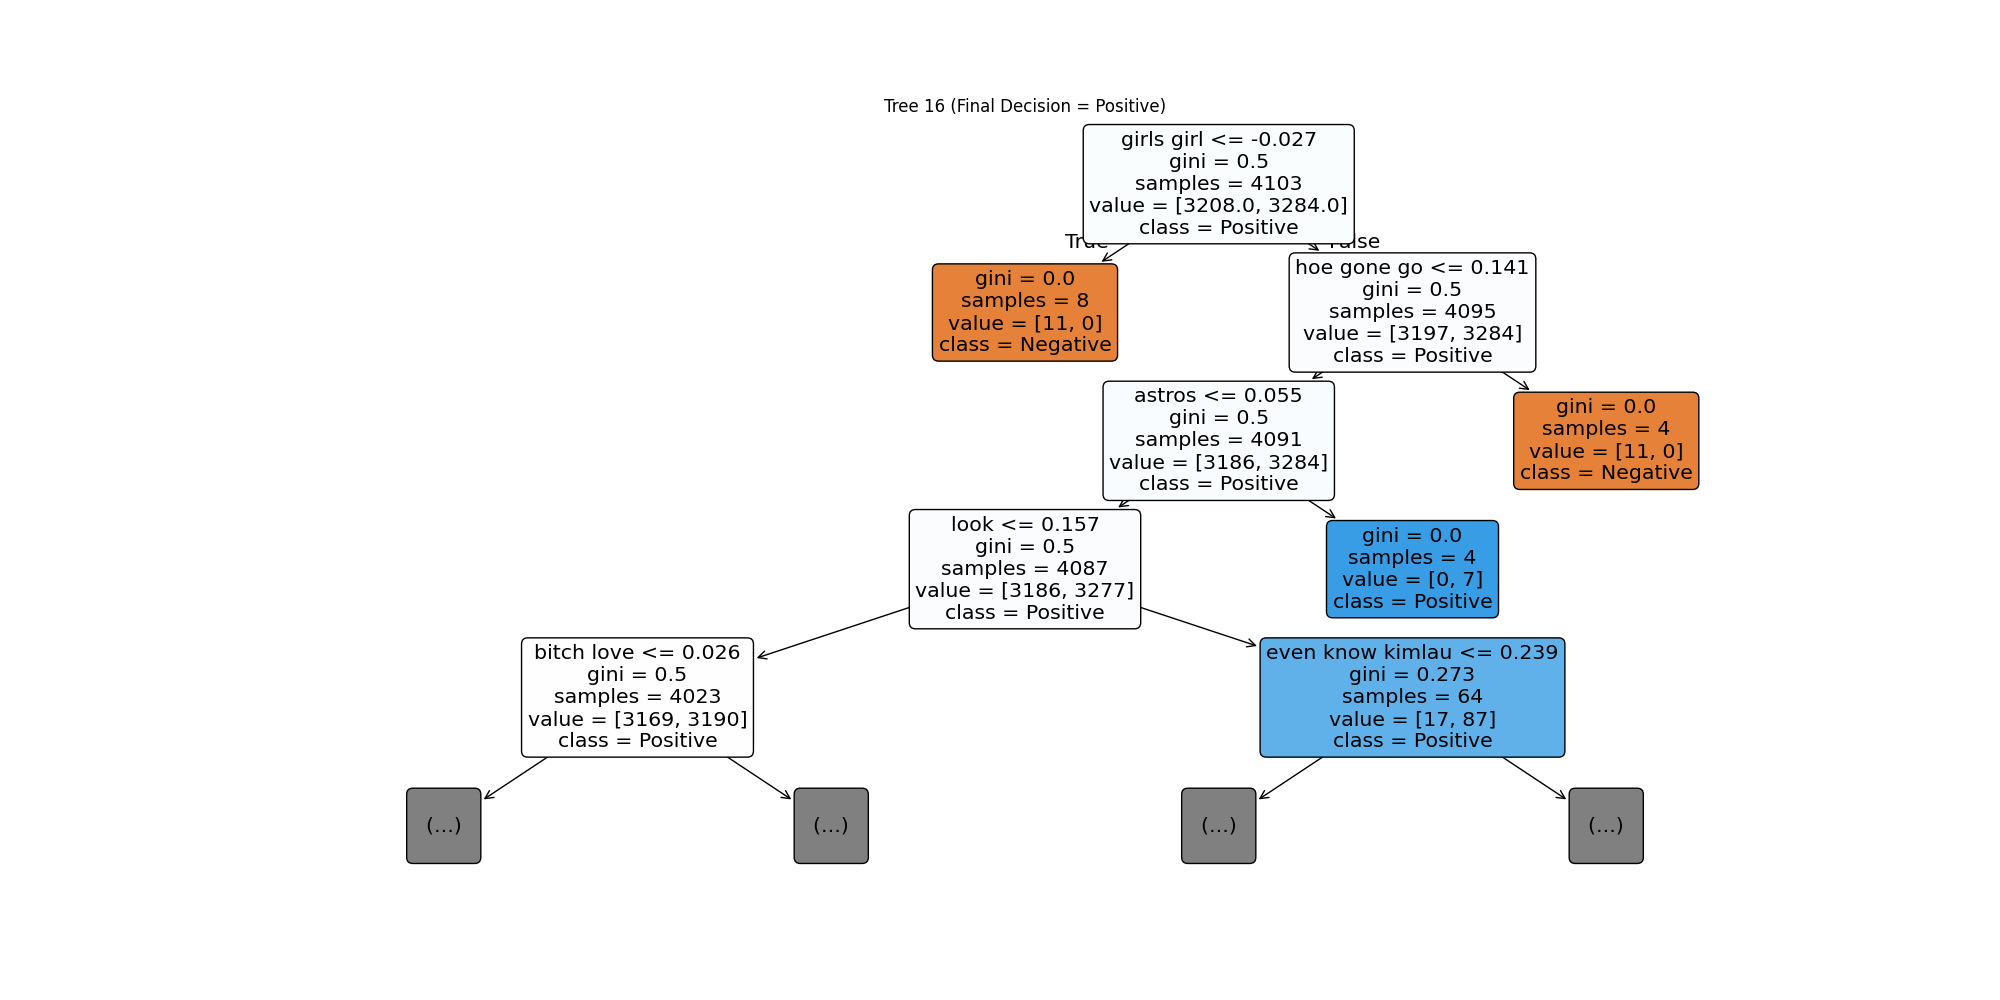 Tree 16 (Final Decision = Positive)
girls girl <= -0.027
gini = 0.5
samples = 4103
value = [3208.0, 3284.0]
class = Positive
True
False
gini = 0.0
samples = 8
value = [11, 0]
class = Negative
hoe gone go <= 0.141
gini = 0.5
samples = 4095
value = [3197, 3284]
class = Positive
astros <= 0.055
gini = 0.5
samples = 4091
value = [3186, 3284]
class = Positive
gini = 0.0
samples = 4
value = [11, 0]
class = Negative
look <= 0.157
gini = 0.5
samples = 4087
value = [3186, 3277]
class = Positive
gini = 0.0
samples = 4
value = [0, 7]
class = Positive
bitch love <= 0.026
gini = 0.5
samples = 4023
value = [3169, 3190]
class = Positive
even know kimlau <= 0.239
gini = 0.273
samples = 64
value = [17, 87]
class = Positive
(...)
(...)
(...)
(...)